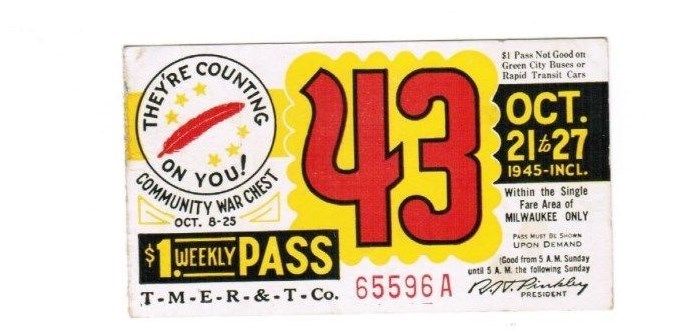 THEY'RE COUNTING
ON YOU!
COMMUNITY WAR CHEST
OCT. 8-25
$1. WEEKLY PASS
T-M-E-R-&-T-Co.
43
65596 A
$1 Pass Not Good on
Green City Buses or
Rapid Transit Cars
OCT.
21 to 27
1945-INCL.
Within the Single
Fare Area of
MILWAUKEE ONLY
PASS MUST BE SHOWN
UPON DEMAND
(Good from 5 A. M. Sunday
until 5 A. M. the following Sunday
R.H. Pinkley
PRESIDENT